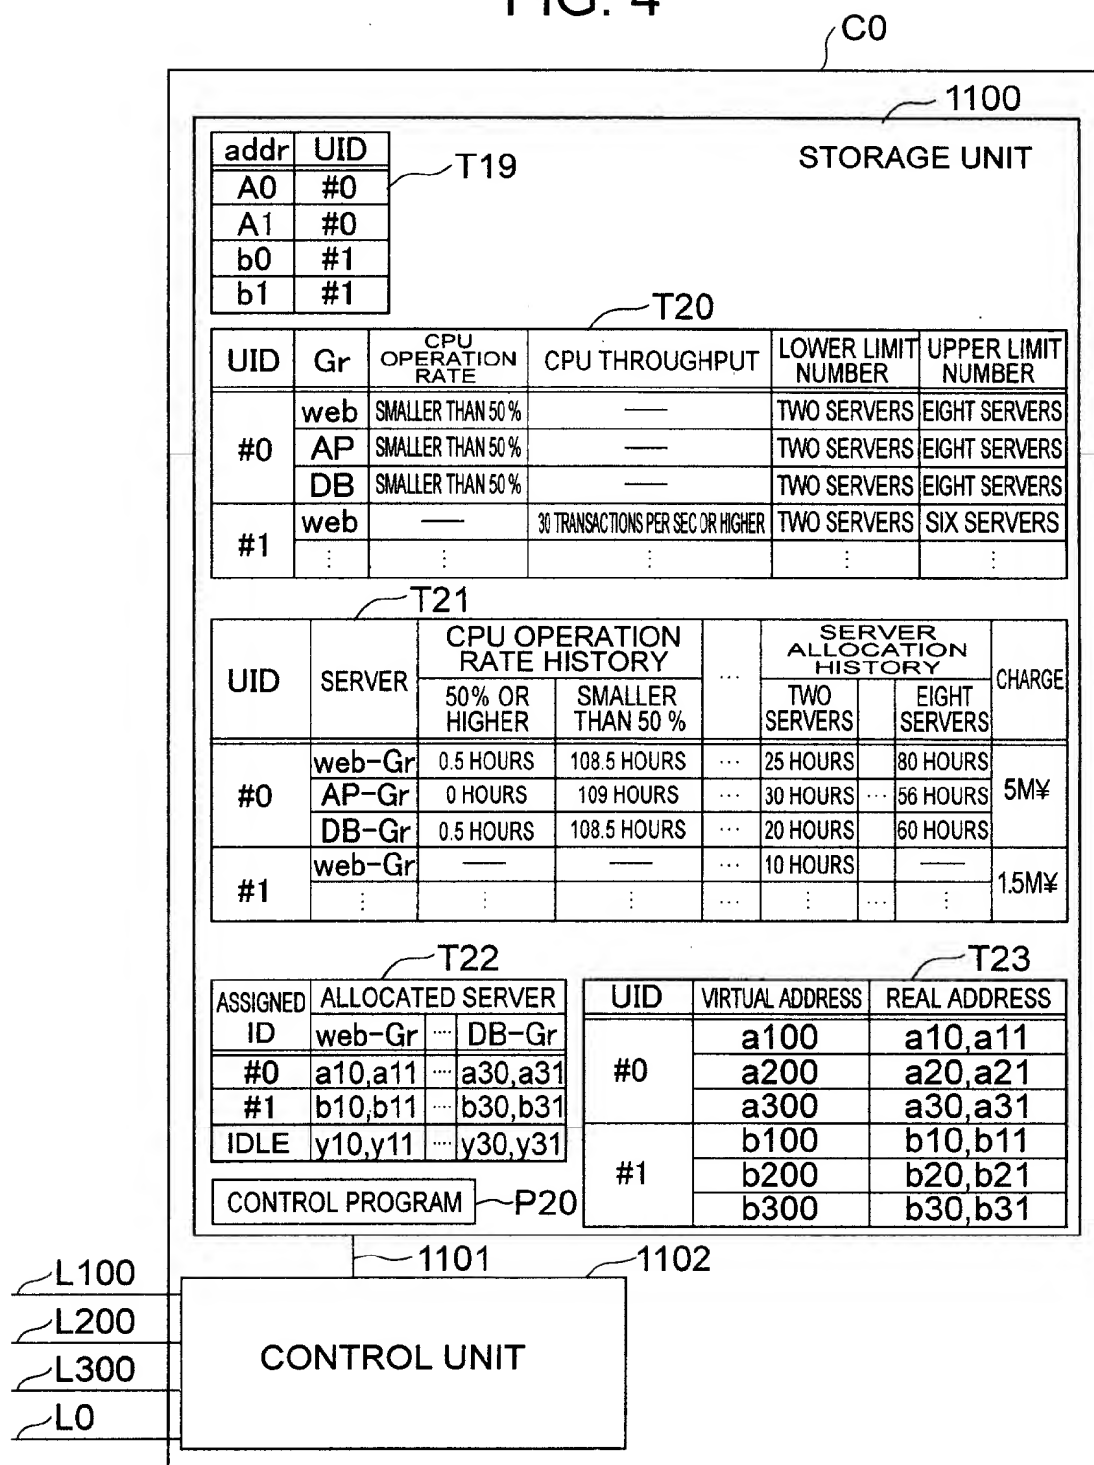 FIG. 4
C0
1100
STORAGE UNIT
addr UID
T19
A0 #0
A1 #0
b0 #1
b1 #1
T20
UID Gr CPU OPERATION RATE CPU THROUGHPUT LOWER LIMIT NUMBER UPPER LIMIT NUMBER
#0 web SMALLER THAN 50 % — TWO SERVERS EIGHT SERVERS
AP SMALLER THAN 50 % — TWO SERVERS EIGHT SERVERS
DB SMALLER THAN 50 % — TWO SERVERS EIGHT SERVERS
#1 web — 30 TRANSACTIONS PER SEC OR HIGHER TWO SERVERS SIX SERVERS
⋮ ⋮ ⋮ ⋮
T21
UID SERVER CPU OPERATION RATE HISTORY ... SERVER ALLOCATION HISTORY CHARGE
50% OR HIGHER SMALLER THAN 50 % TWO SERVERS EIGHT SERVERS
#0 web-Gr 0.5 HOURS 108.5 HOURS ... 25 HOURS 80 HOURS 5M¥
AP-Gr 0 HOURS 109 HOURS ... 30 HOURS ... 56 HOURS
DB-Gr 0.5 HOURS 108.5 HOURS ... 20 HOURS 60 HOURS
#1 web-Gr — — ... 10 HOURS — 1.5M¥
⋮ ⋮ ⋮ ... ⋮ ... ⋮
T22
ASSIGNED ID ALLOCATED SERVER
web-Gr .... DB-Gr
#0 a10,a11 .... a30,a31
#1 b10,b11 .... b30,b31
IDLE y10,y11 .... y30,y31
CONTROL PROGRAM
P20
T23
UID VIRTUAL ADDRESS REAL ADDRESS
#0 a100 a10,a11
a200 a20,a21
a300 a30,a31
#1 b100 b10,b11
b200 b20,b21
b300 b30,b31
1101
1102
L100
L200
L300
L0
CONTROL UNIT